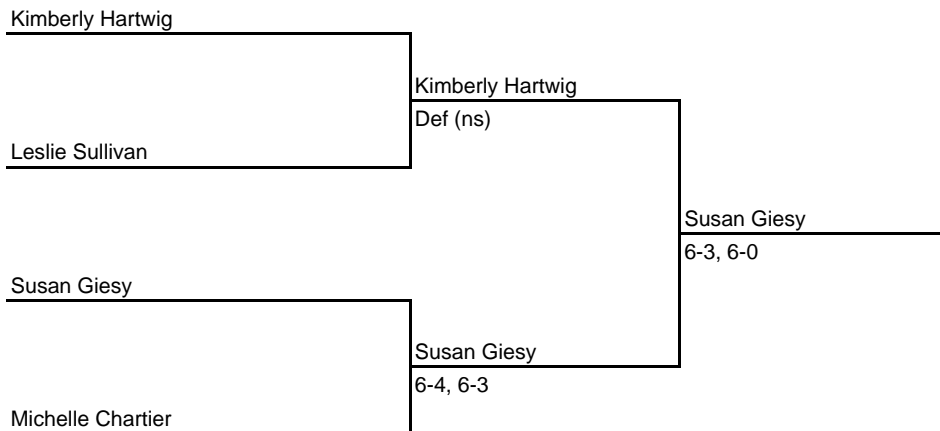 Kimberly Hartwig
Kimberly Hartwig
Def (ns)
Leslie Sullivan
Susan Giesy
6-3, 6-0
Susan Giesy
Susan Giesy
6-4, 6-3
Michelle Chartier